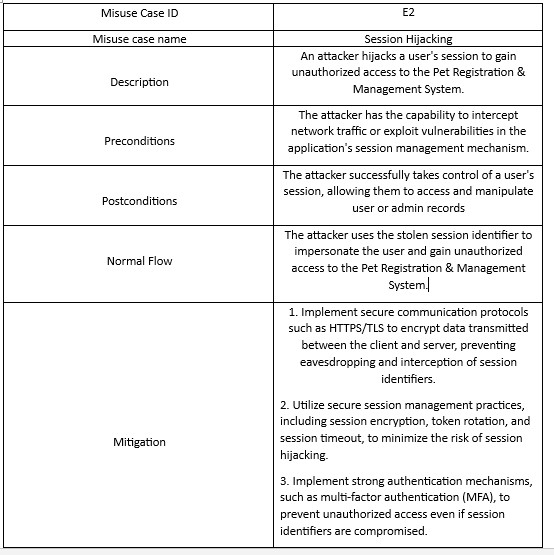 Misuse Case ID
E2
Misuse case name
Session Hijacking
Description
An attacker hijacks a user's session to gain
unauthorized access to the Pet Registration &
Management System.
Preconditions
The attacker has the capability to intercept
network traffic or exploit vulnerabilities in the
application's session management mechanism.
Postconditions
The attacker successfully takes control of a user's
session, allowing them to access and manipulate
user or admin records
Normal Flow
The attacker uses the stolen session identifier to
impersonate the user and gain unauthorized
access to the Pet Registration & Management
System.
Mitigation
1. Implement secure communication protocols
such as HTTPS/TLS to encrypt data transmitted
between the client and server, preventing
eavesdropping and interception of session
identifiers.
2. Utilize secure session management practices,
including session encryption, token rotation, and
session timeout, to minimize the risk of session
hijacking.
3. Implement strong authentication mechanisms,
such as multi-factor authentication (MFA), to
prevent unauthorized access even if session
identifiers are compromised.